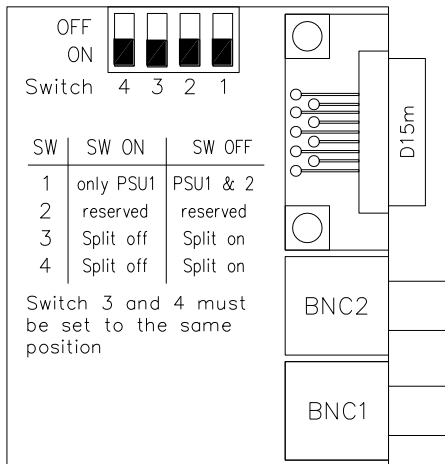 OFF
ON
Switch 4 3 2 1
SW SW ON SW OFF
1 only PSU1 PSU1 & 2
2 reserved reserved
3 Split off Split on
4 Split off Split on
Switch 3 and 4 must
be set to the same
position
D15m
BNC2
BNC1